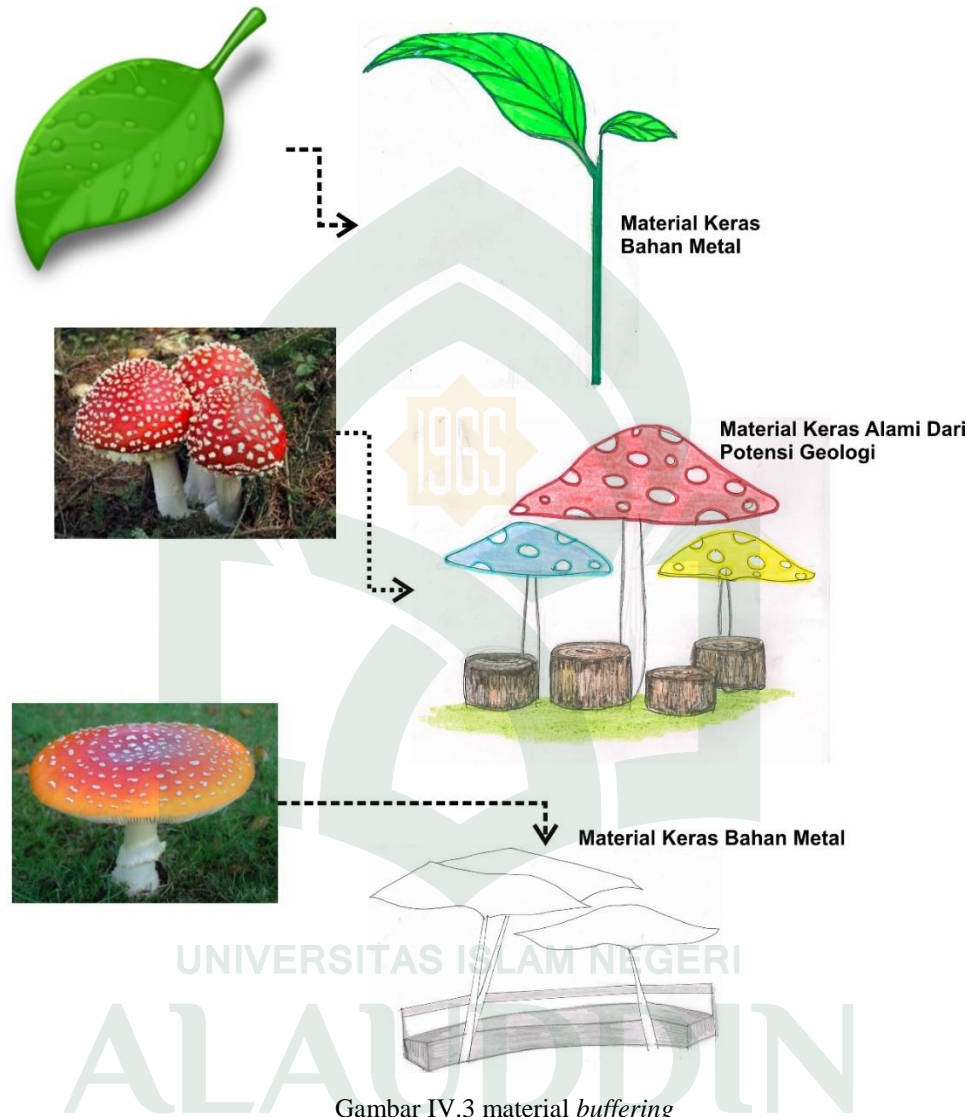 Material Keras
Bahan Metal
1965
Material Keras Alami Dari
Potensi Geologi
Material Keras Bahan Metal
UNIVERSITAS ISLAM NEGERI
ALAUDDIN
Gambar IV.3 material buffering